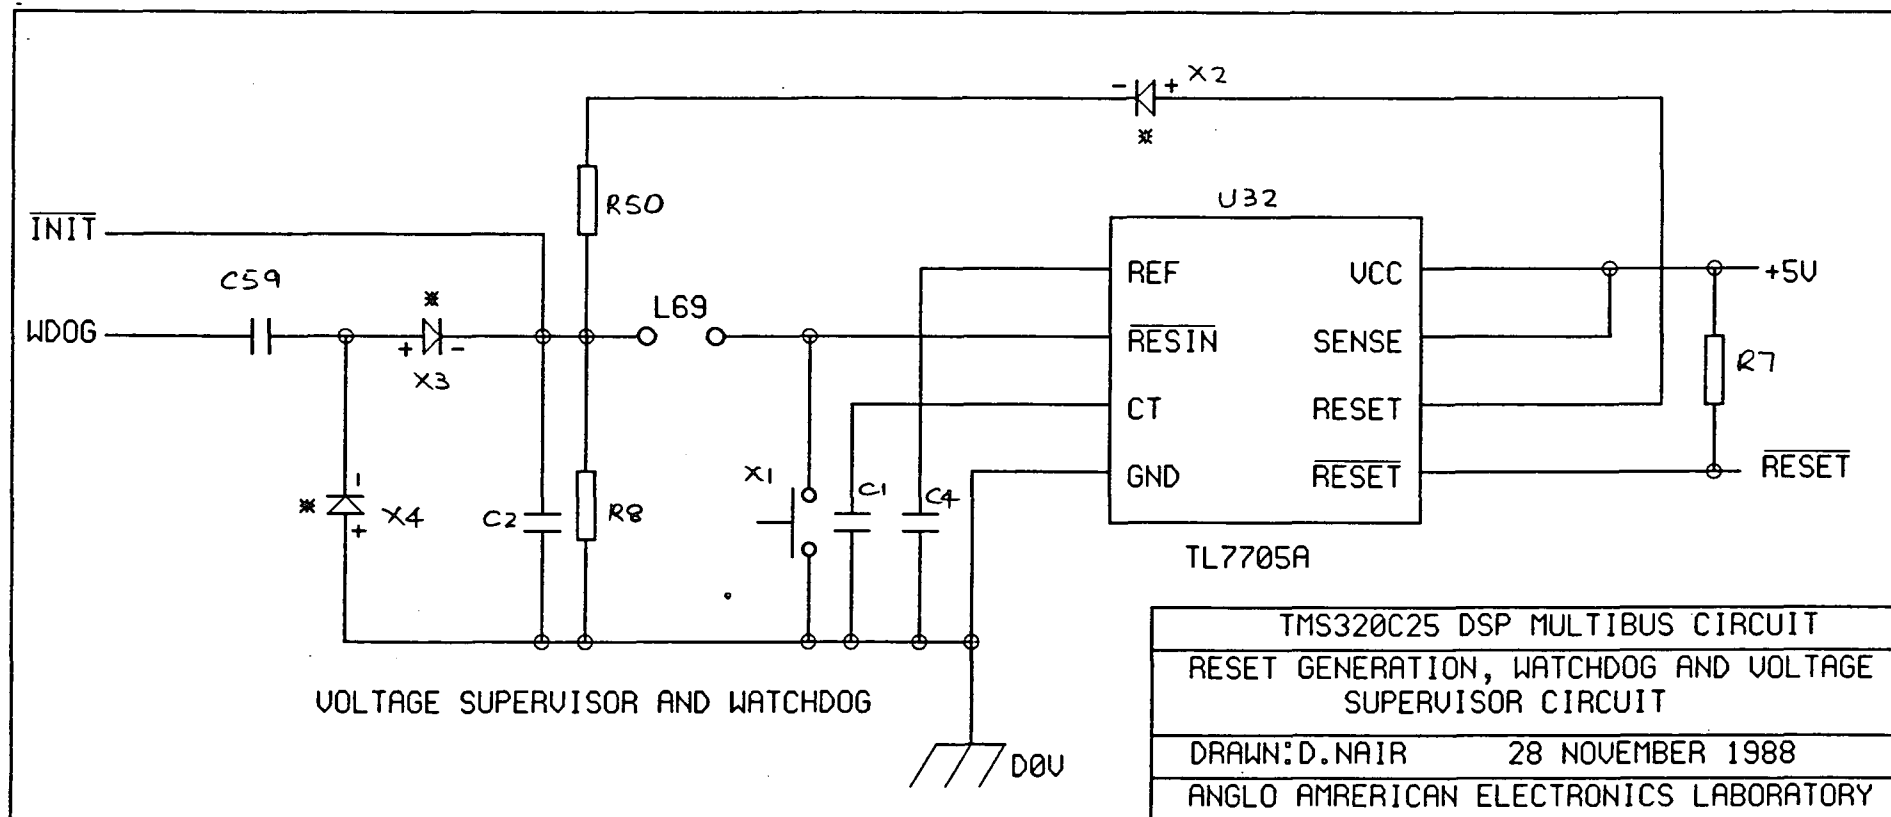 - + X2
*
U32
R50
INIT
C59
*
L69
WDOG
+ -
X3
REF VCC
+5V
RESIN SENSE
R7
CT RESET
GND RESET
RESET
-
* X4
+
C2
R8
X1
C1
C4
TL7705A
VOLTAGE SUPERVISOR AND WATCHDOG
D0V
TMS320C25 DSP MULTIBUS CIRCUIT
RESET GENERATION, WATCHDOG AND VOLTAGE
SUPERVISOR CIRCUIT
DRAWN:D.NAIR 28 NOVEMBER 1988
ANGLO AMRERICAN ELECTRONICS LABORATORY